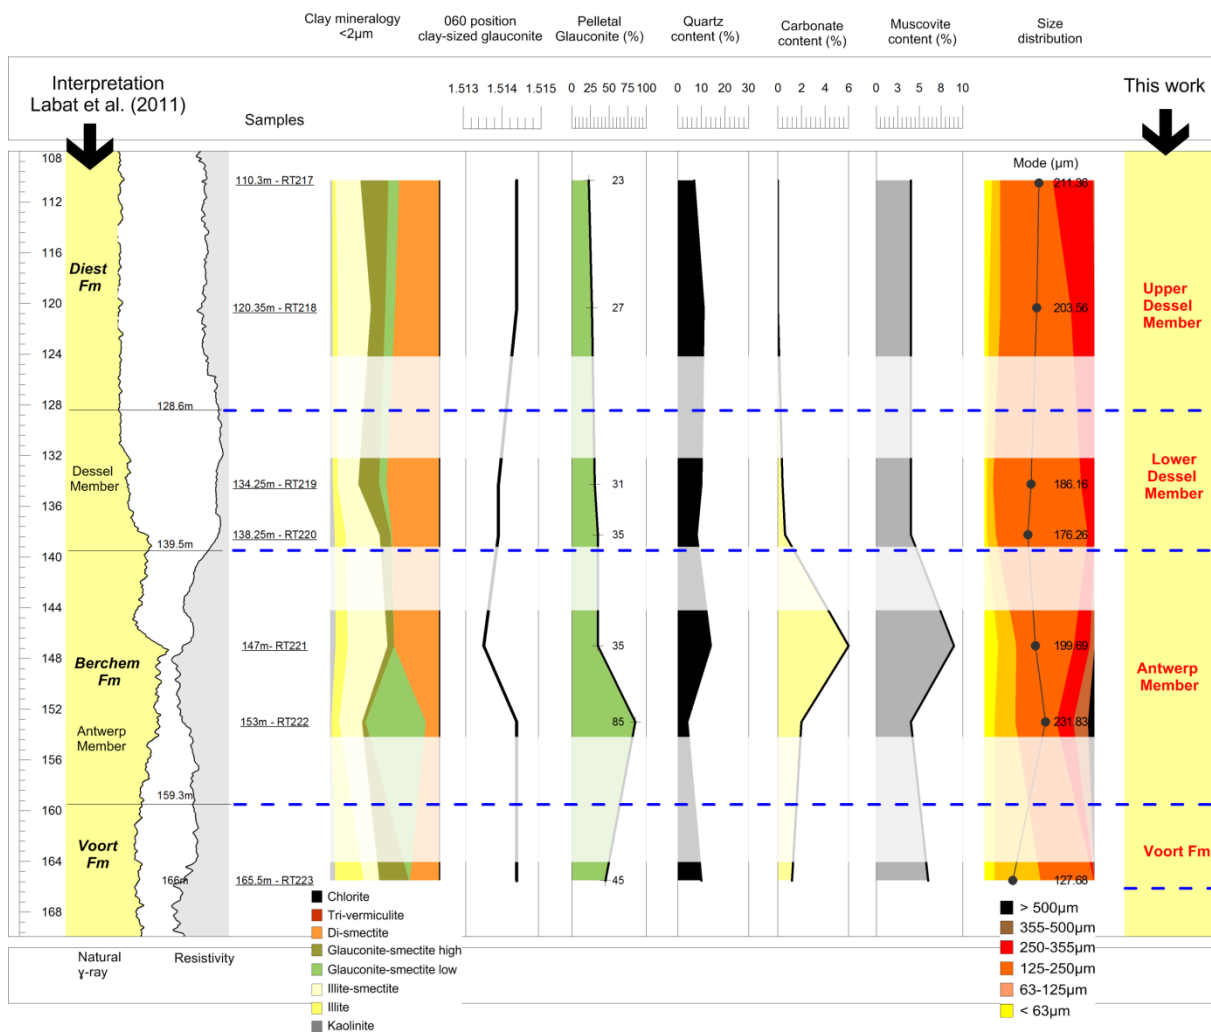 Clay mineralogy
<2µm
060 position
clay-sized glauconite
Pelletal
Glauconite (%)
Quartz
content (%)
Carbonate
content (%)
Muscovite
content (%)
Size
distribution
Interpretation
Labat et al. (2011)
Samples
1.513 1.514 1.515
0 25 50 75 100
0 10 20 30
0 2 4 6
0 3 5 8 10
This work
Mode (µm)
108
112
116
120
124
128
132
136
140
144
148
152
156
160
164
168
Diest
Fm
128.6m
Dessel
Member
139.5m
Berchem
Fm
Antwerp
Member
159.3m
Voort
Fm
166m
110.3m - RT217
120.35m - RT218
134.25m - RT219
138.25m - RT220
147m- RT221
153m - RT222
165.5m - RT223
23
27
31
35
35
85
45
211.36
203.56
186.16
176.26
199.69
231.83
127.68
Upper
Dessel
Member
Lower
Dessel
Member
Antwerp
Member
Voort Fm
Natural
ɣ-ray
Resistivity
Chlorite
Tri-vermiculite
Di-smectite
Glauconite-smectite high
Glauconite-smectite low
Illite-smectite
Illite
Kaolinite
> 500µm
355-500µm
250-355µm
125-250µm
63-125µm
< 63µm